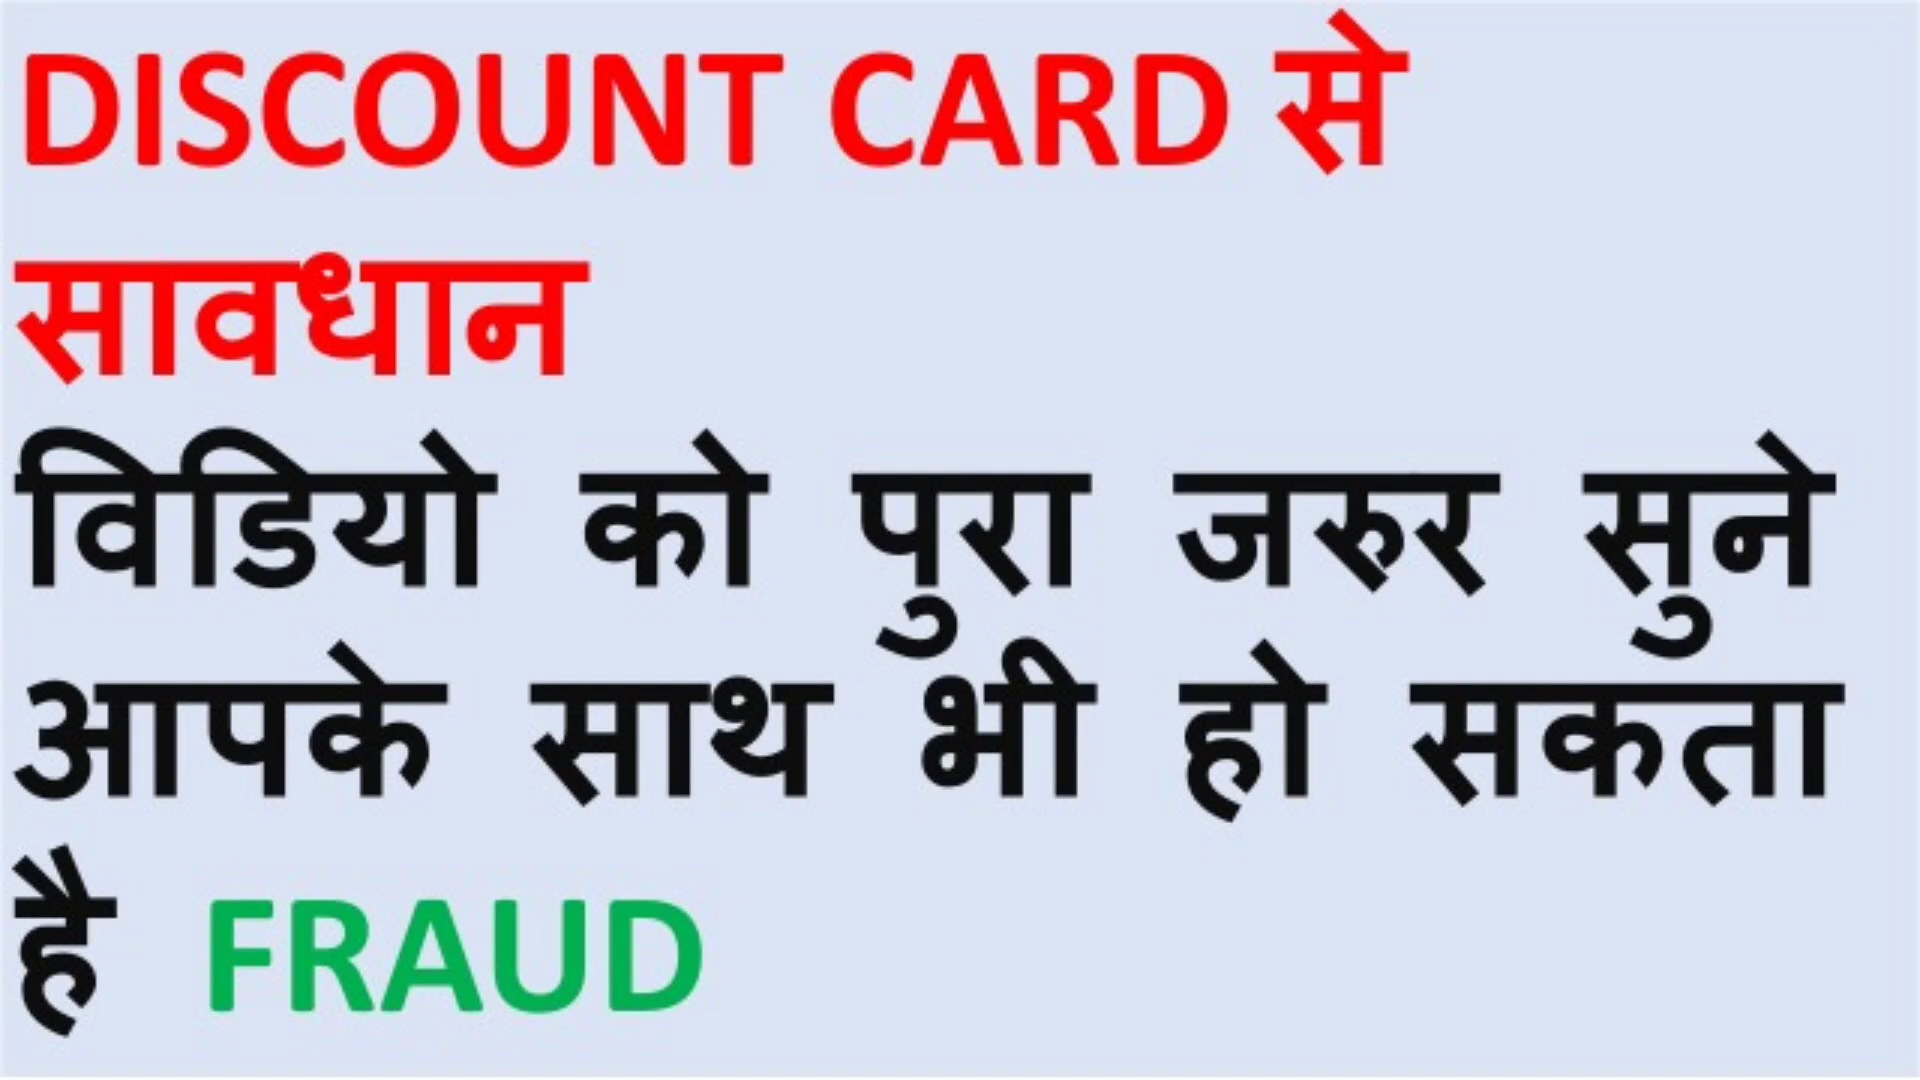 DISCOUNT CARD से
सावधान
विडियो को पुरा जरुर सुने
आपके साथ भी हो सकता
है FRAUD